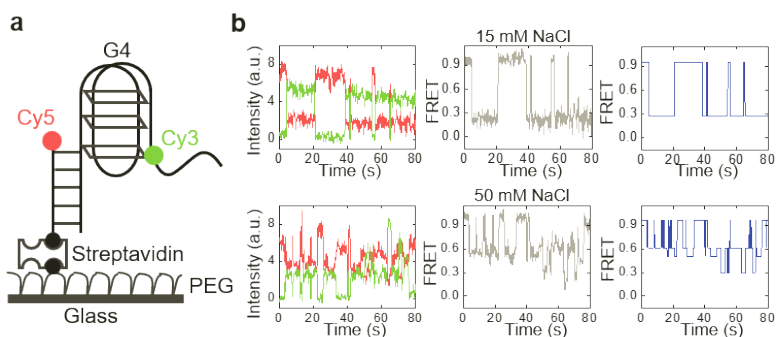 a
G4
Cy5
Cy3
Streptavidin
PEG
Glass
b
15 mM NaCl
Intensity (a.u.)
8
4
0
0 20 40 60 80
Time (s)
FRET
0.9
0.6
0.3
0.0
0 20 40 60 80
Time (s)
FRET
0.9
0.6
0.3
0.0
0 20 40 60 80
Time (s)
50 mM NaCl
Intensity (a.u.)
8
4
0
0 20 40 60 80
Time (s)
FRET
0.9
0.6
0.3
0.0
0 20 40 60 80
Time (s)
FRET
0.9
0.6
0.3
0.0
0 20 40 60 80
Time (s)